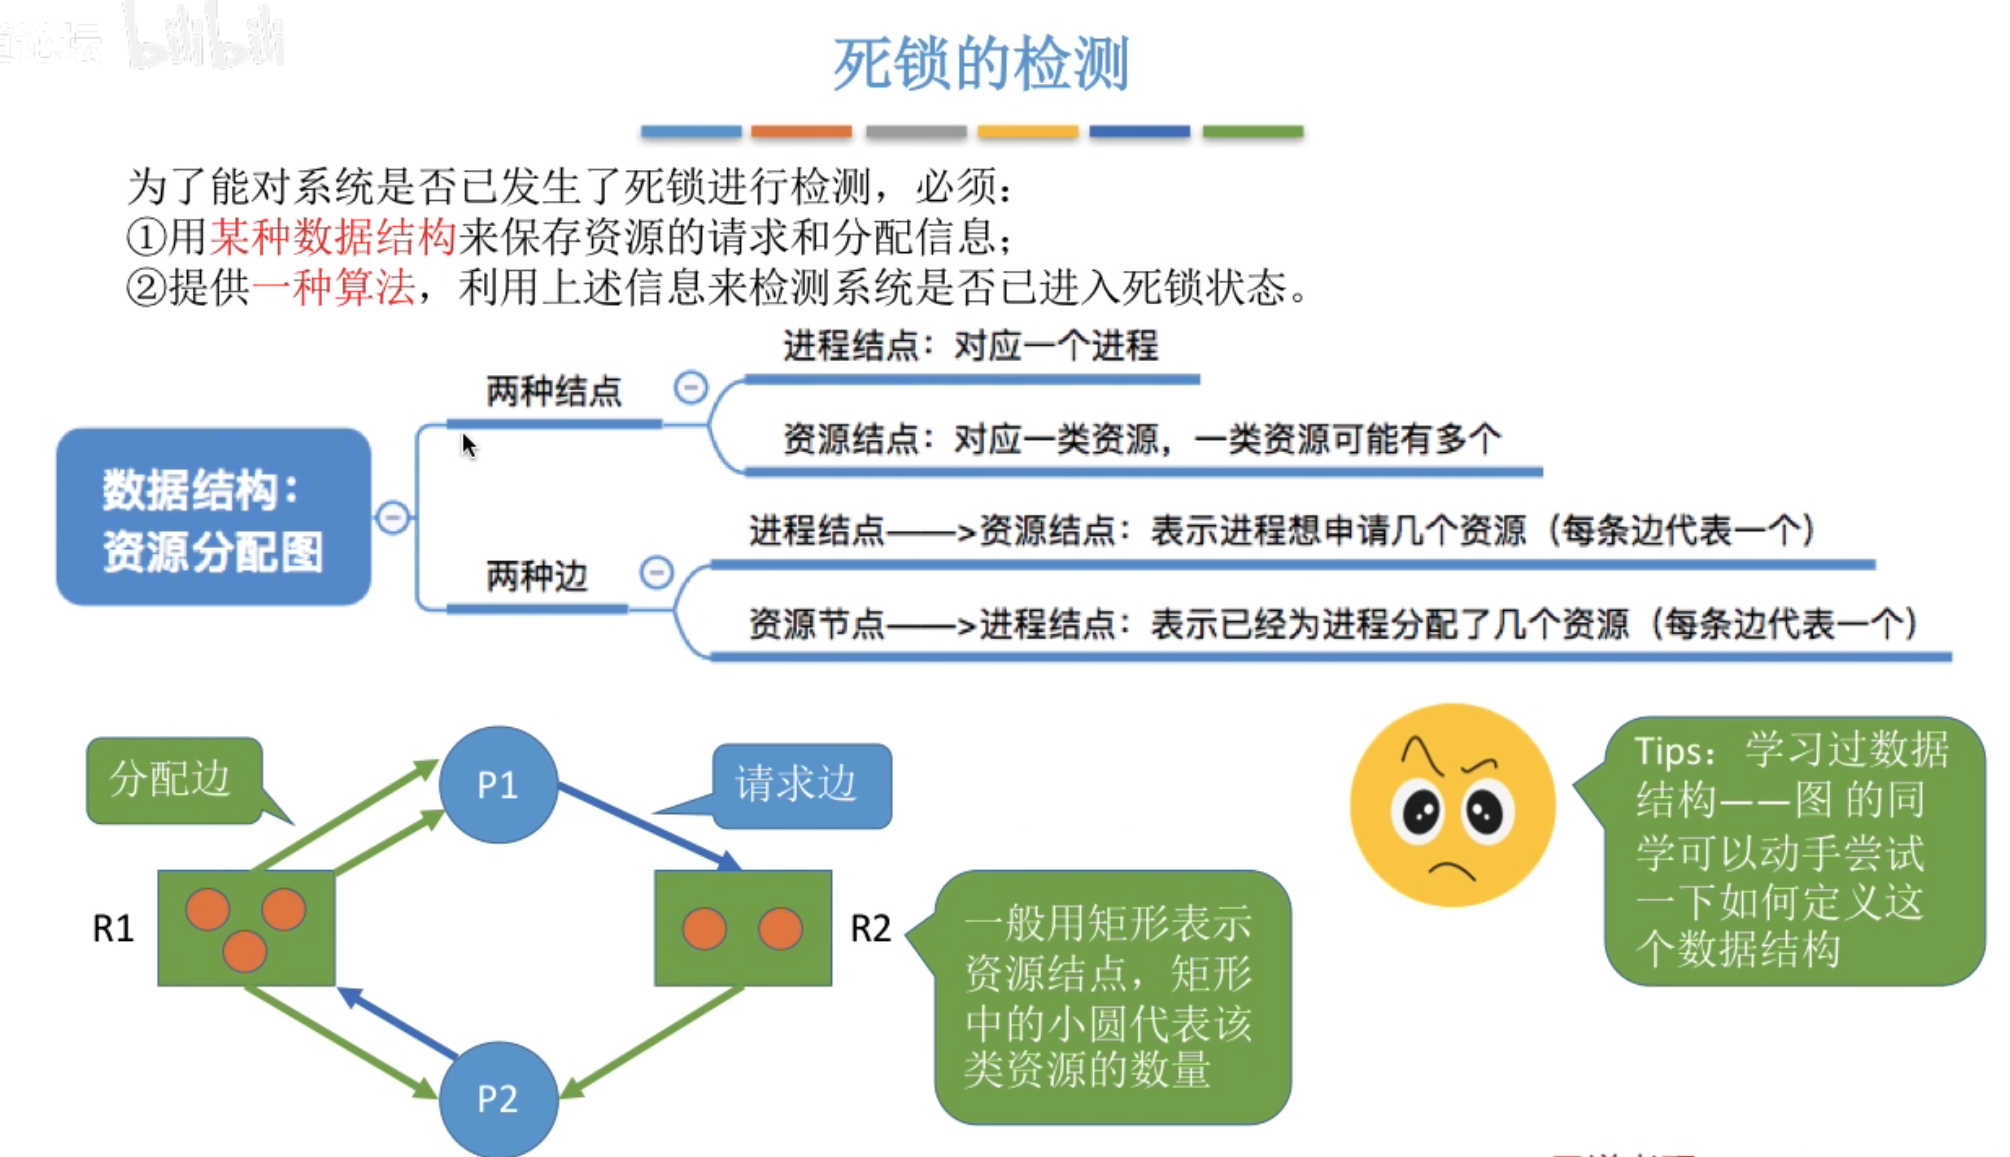 道论坛 bilibili
死锁的检测
为了能对系统是否已发生了死锁进行检测，必须：
①用某种数据结构来保存资源的请求和分配信息；
②提供一种算法，利用上述信息来检测系统是否已进入死锁状态。
数据结构：
资源分配图
两种结点
进程结点：对应一个进程
资源结点：对应一类资源，一类资源可能有多个
两种边
进程结点——>资源结点：表示进程想申请几个资源（每条边代表一个）
资源节点——>进程结点：表示已经为进程分配了几个资源（每条边代表一个）
分配边
P1
请求边
R1
R2
P2
一般用矩形表示
资源结点，矩形
中的小圆代表该
类资源的数量
Tips：学习过数据
结构——图 的同
学可以动手尝试
一下如何定义这
个数据结构